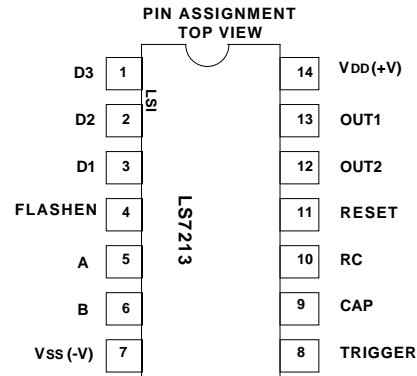 PIN ASSIGNMENT
TOP VIEW
D3 1
D2 2
D1 3
FLASHEN 4
A 5
B 6
VSS (-V) 7
LSI
LS7213
14 VDD (+V)
13 OUT1
12 OUT2
11 RESET
10 RC
9 CAP
8 TRIGGER